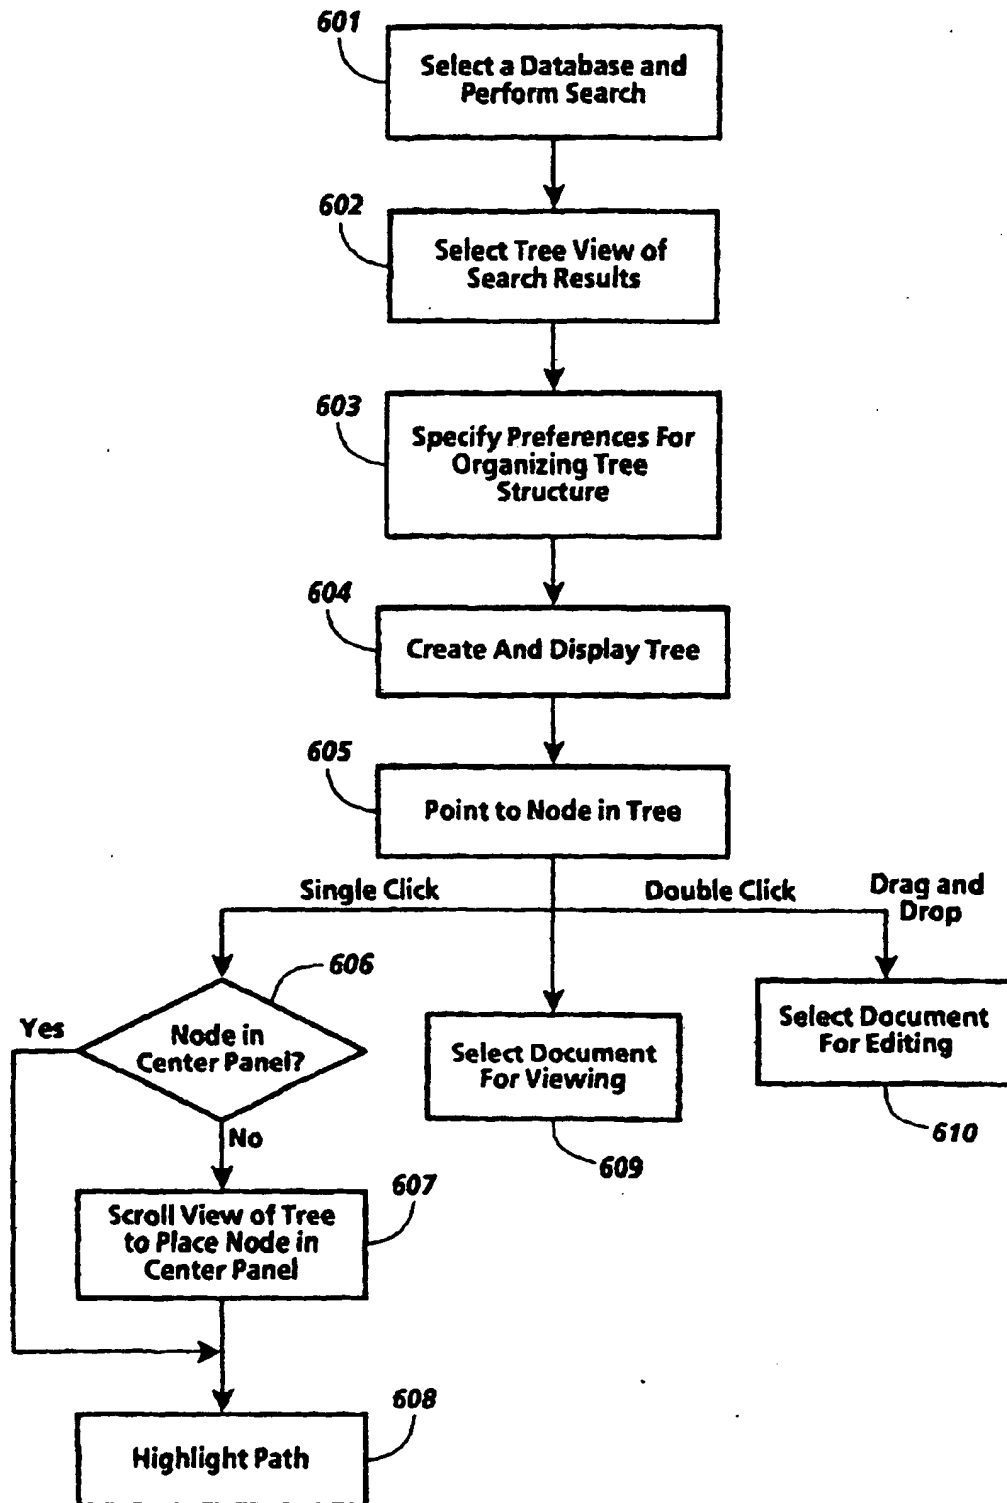 601
Select a Database and
Perform Search
602
Select Tree View of
Search Results
603
Specify Preferences For
Organizing Tree
Structure
604
Create And Display Tree
605
Point to Node in Tree
Single Click
Double Click
Drag and
Drop
606
Yes
Node in
Center Panel?
Select Document
For Viewing
Select Document
For Editing
No
609
610
607
Scroll View of Tree
to Place Node in
Center Panel
608
Highlight Path